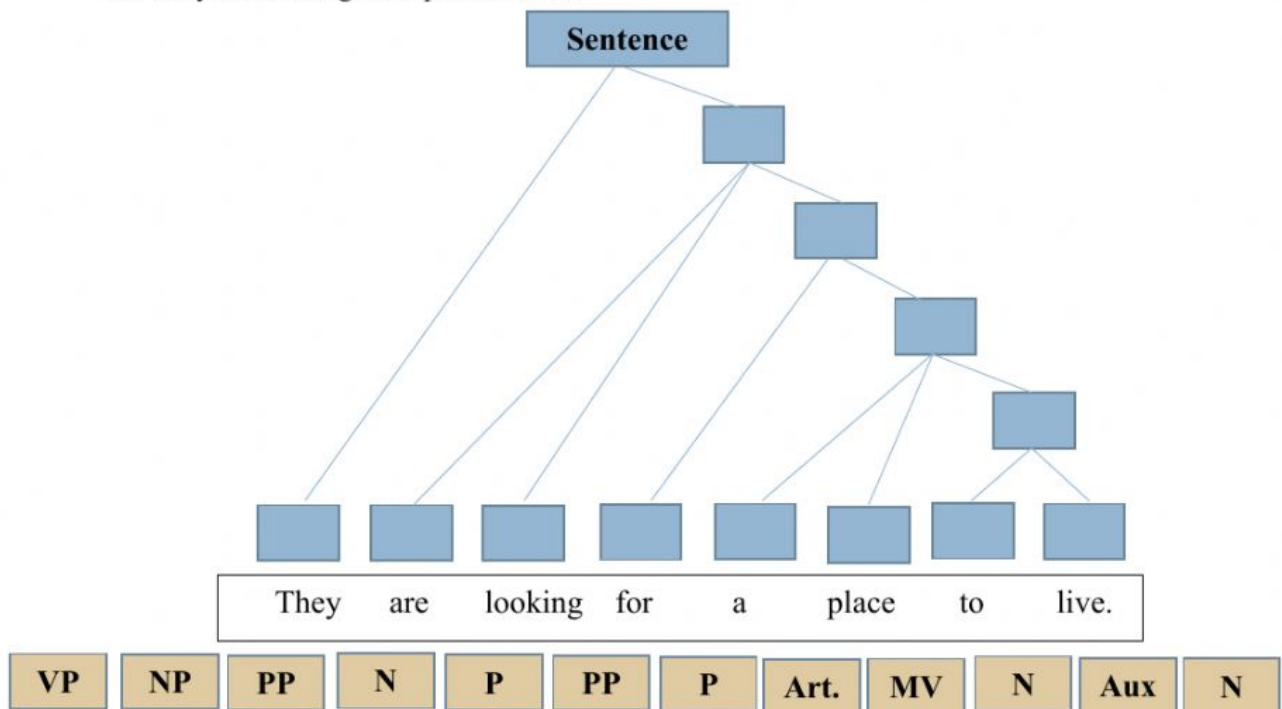 Sentence
They are looking for a place to live.
VP NP PP N P PP P Art. MV N Aux N